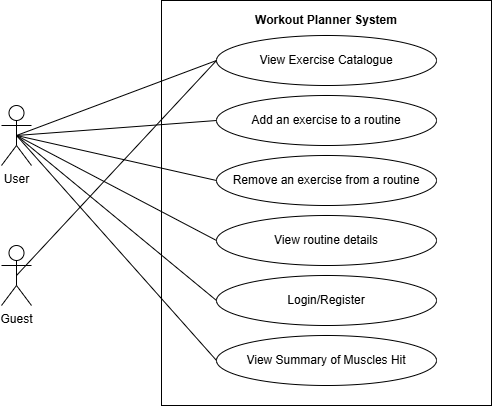 Workout Planner System
View Exercise Catalogue
Add an exercise to a routine
Remove an exercise from a routine
User
View routine details
Login/Register
Guest
View Summary of Muscles Hit